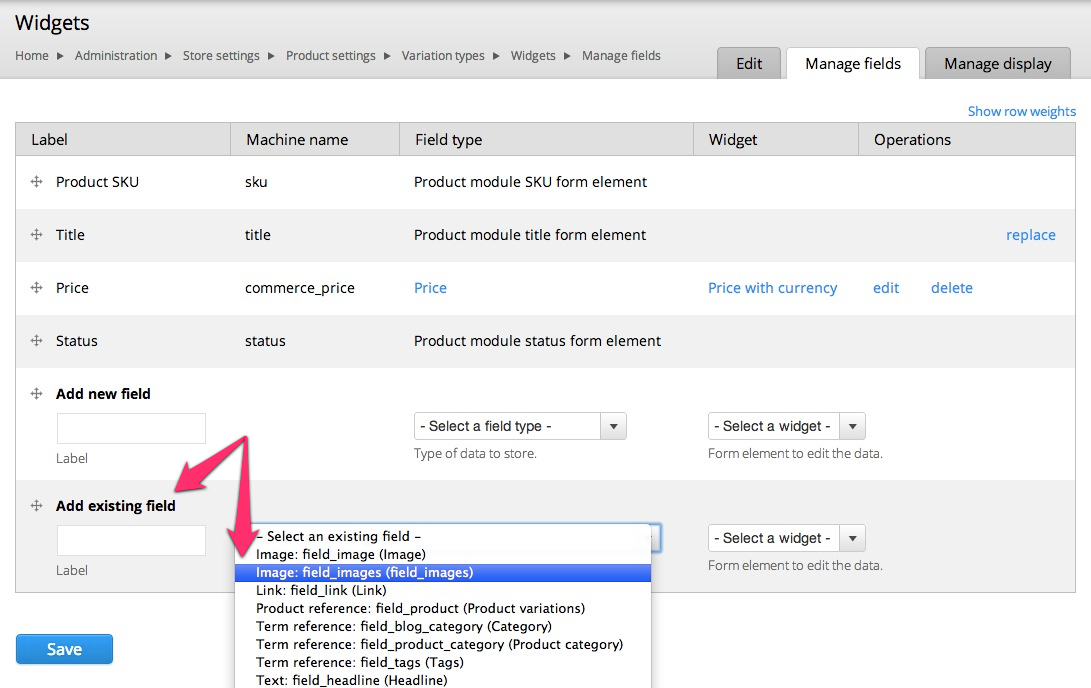 Widgets
Home ▶ Administration ▶ Store settings ▶ Product settings ▶ Variation types ▶ Widgets ▶ Manage fields
Edit Manage fields Manage display
Show row weights
Label Machine name Field type Widget Operations
Product SKU sku Product module SKU form element
Title title Product module title form element replace
Price commerce_price Price Price with currency edit delete
Status status Product module status form element
Add new field
- Select a field type - - Select a widget -
Label Type of data to store. Form element to edit the data.
Add existing field
- Select an existing field - - Select a widget -
Image: field_image (Image)
Label Form element to edit the data.
Image: field_images (field_images)
Link: field_link (Link)
Product reference: field_product (Product variations)
Term reference: field_blog_category (Category)
Term reference: field_product_category (Product category)
Term reference: field_tags (Tags)
Text: field_headline (Headline)
Save